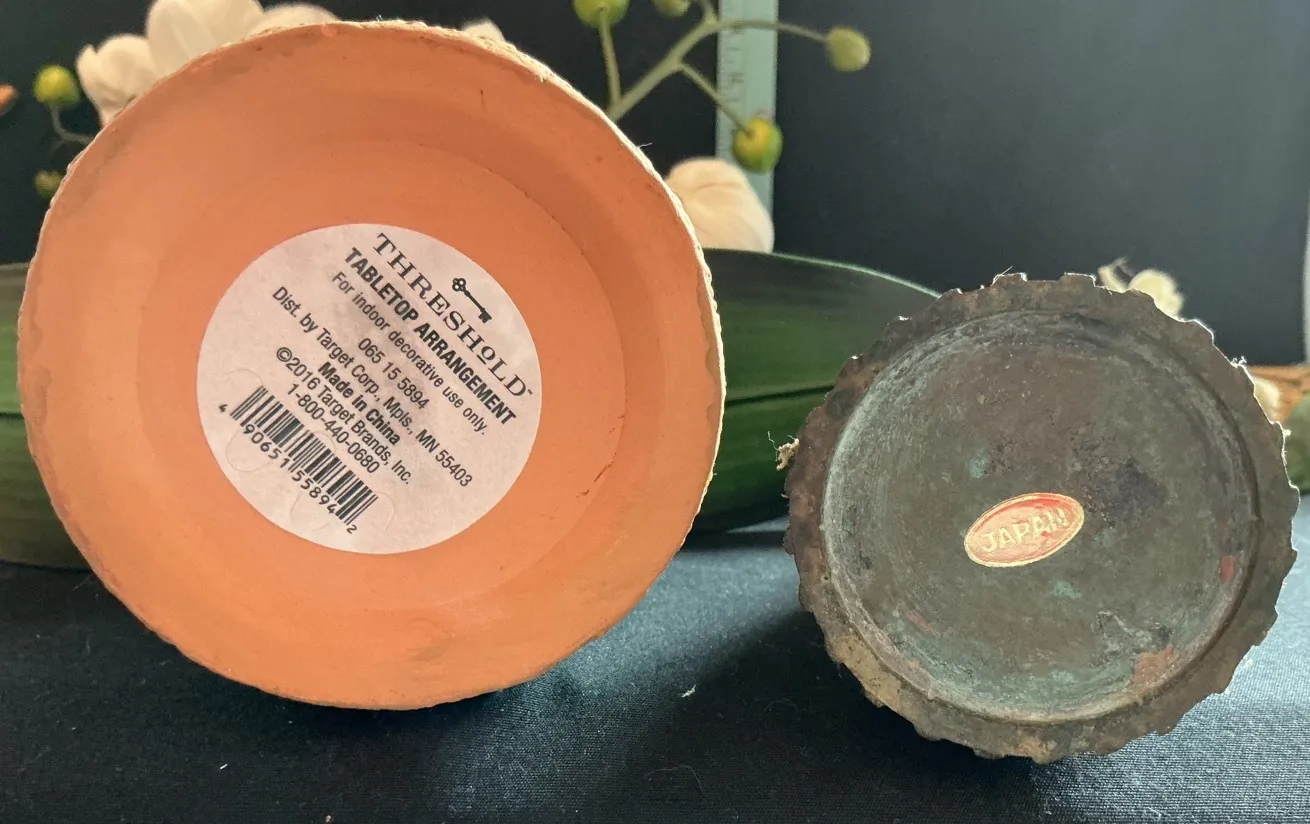 THRESHOLD™
TABLETOP ARRANGEMENT
For indoor decorative use only.
065 15 5894
Dist. by Target Corp., Mpls., MN 55403
Made in China
©2016 Target Brands, Inc.
1-800-440-0680
4 90651 55894 2
JAPAN